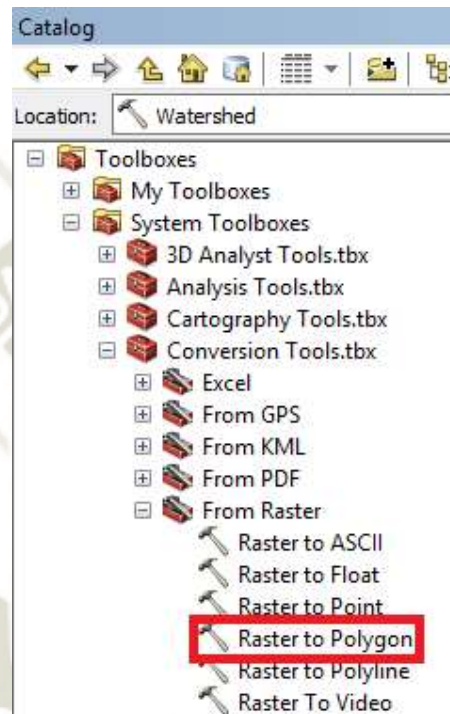 Catalog
Location: Watershed
Toolboxes
My Toolboxes
System Toolboxes
3D Analyst Tools.tbx
Analysis Tools.tbx
Cartography Tools.tbx
Conversion Tools.tbx
Excel
From GPS
From KML
From PDF
From Raster
Raster to ASCII
Raster to Float
Raster to Point
Raster to Polygon
Raster to Polyline
Raster To Video